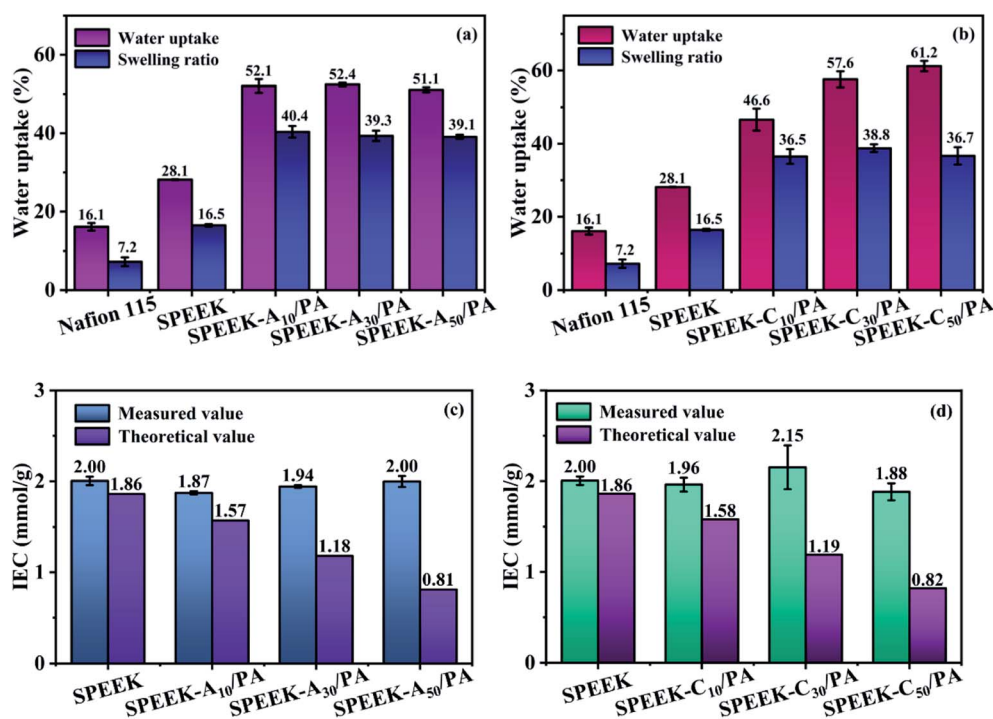 (a)
Water uptake
Swelling ratio
Water uptake (%)
60
40
20
0
16.1
7.2
28.1
16.5
52.1
40.4
52.4
39.3
51.1
39.1
Nafion 115
SPEEK
SPEEK-A10/PA
SPEEK-A30/PA
SPEEK-A50/PA
(b)
Water uptake
Swelling ratio
Water uptake (%)
60
40
20
0
16.1
7.2
28.1
16.5
46.6
36.5
57.6
38.8
61.2
36.7
Nafion 115
SPEEK
SPEEK-C10/PA
SPEEK-C30/PA
SPEEK-C50/PA
(c)
Measured value
Theoretical value
IEC (mmol/g)
3
2
1
0
2.00
1.86
1.87
1.57
1.94
1.18
2.00
0.81
SPEEK
SPEEK-A10/PA
SPEEK-A30/PA
SPEEK-A50/PA
(d)
Measured value
Theoretical value
IEC (mmol/g)
3
2
1
0
2.00
1.86
1.96
1.58
2.15
1.19
1.88
0.82
SPEEK
SPEEK-C10/PA
SPEEK-C30/PA
SPEEK-C50/PA